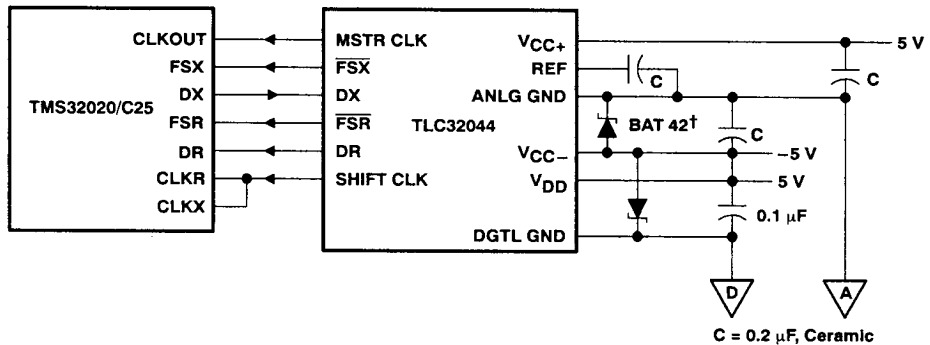 CLKOUT
FSX
DX
TMS32020/C25
FSR
DR
CLKR
CLKX
MSTR CLK
FSX
DX
FSR
DR
SHIFT CLK
TLC32044
VCC+
REF
ANLG GND
VCC-
VDD
DGTL GND
5 V
C
C
BAT 42†
C
–5 V
5 V
0.1 μF
D
A
C = 0.2 μF, Ceramic